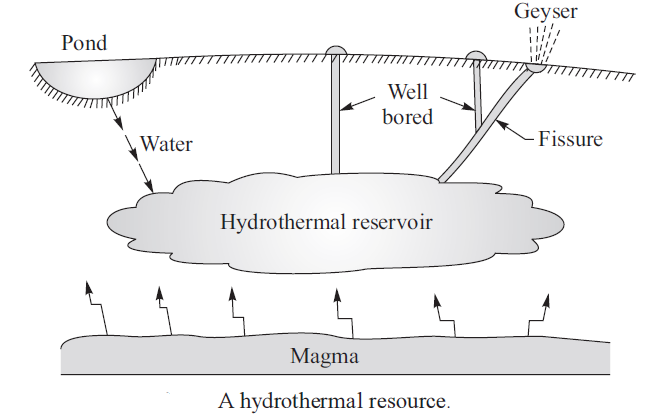 Geyser
Pond
Well
bored
Water
Fissure
Hydrothermal reservoir
Magma
A hydrothermal resource.